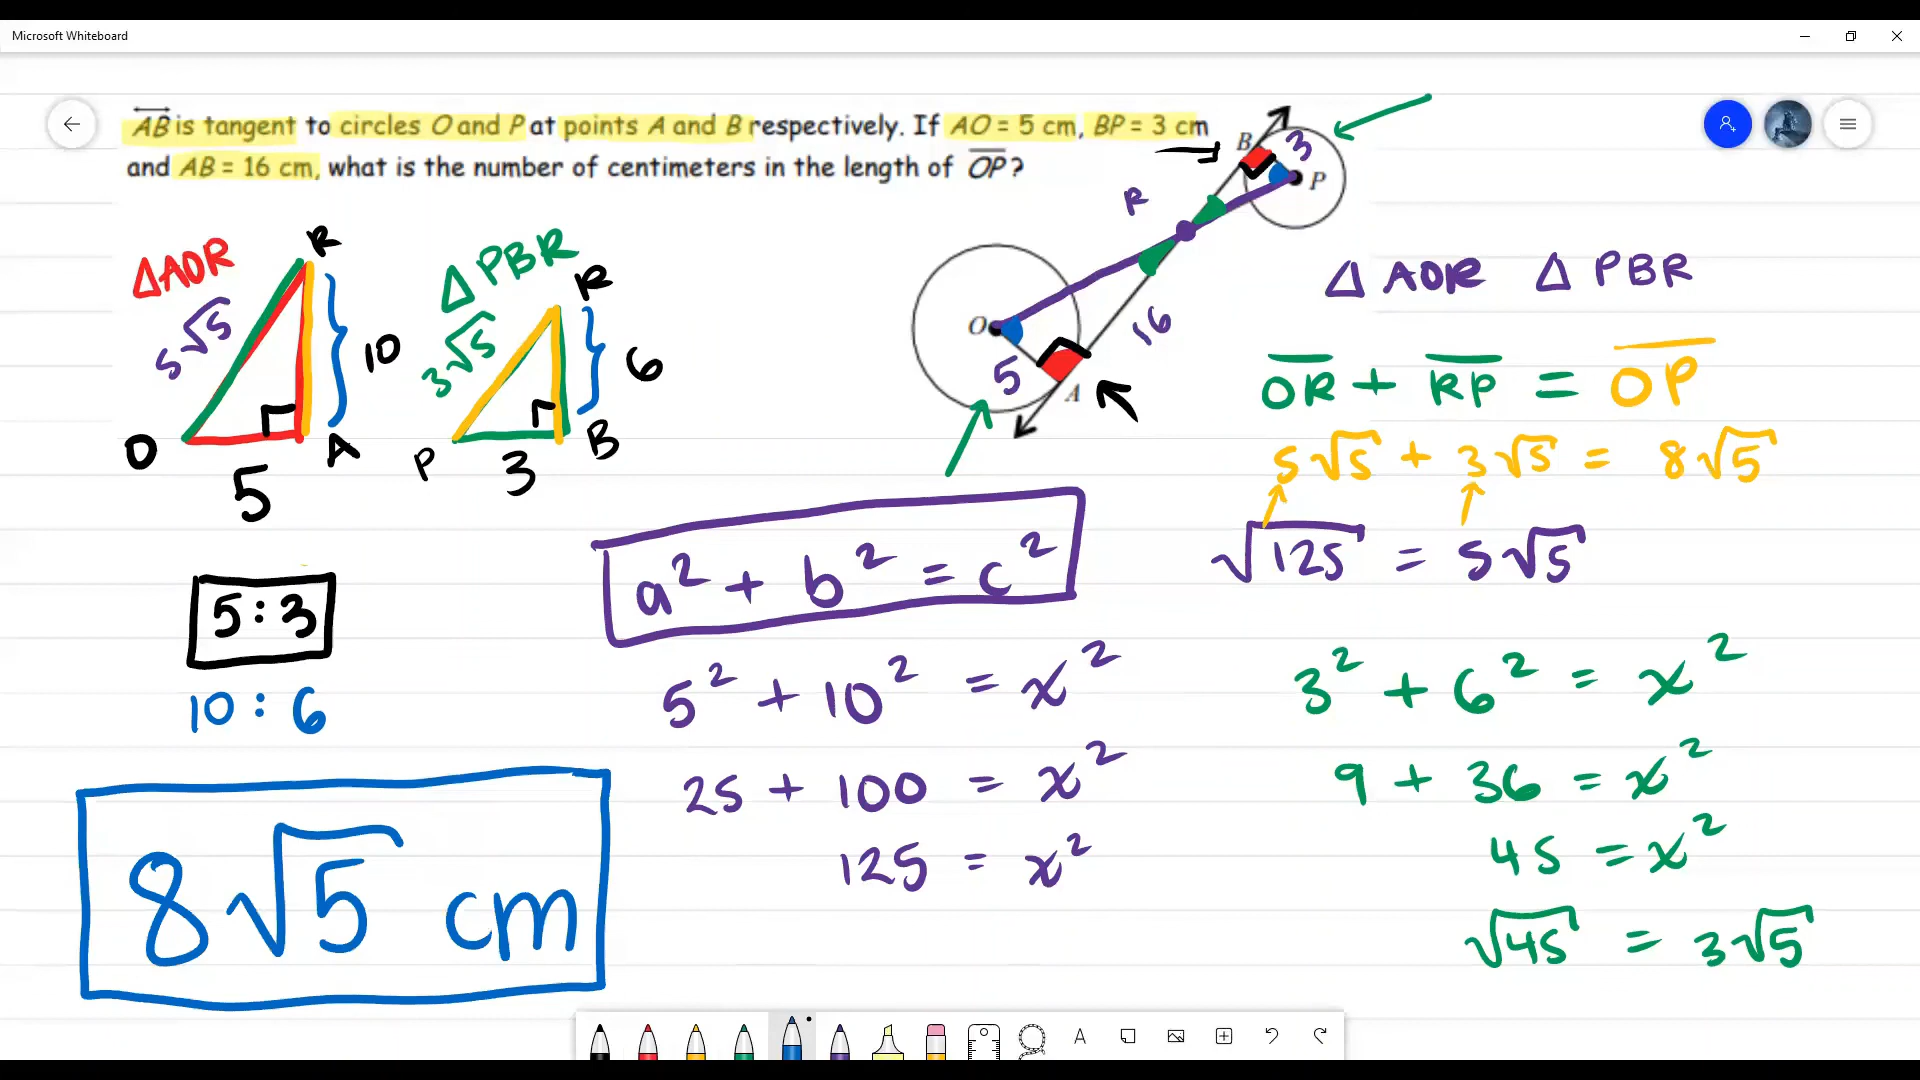 Microsoft Whiteboard
AB is tangent to circles O and P at points A and B respectively. If AO = 5 cm, BP = 3 cm
and AB = 16 cm, what is the number of centimeters in the length of OP?
B
3
P
R
O
5
16
A
ΔAOR
R
5√5
10
O
5
A
Δ PBR
R
3√5
6
P
3
B
Δ AOR Δ PBR
OR + RP = OP
5√5 + 3√5 = 8√5
√125 = 5√5
5:3
10:6
a² + b² = c²
5² + 10² = x²
25 + 100 = x²
125 = x²
3² + 6² = x²
9 + 36 = x²
45 = x²
√45 = 3√5
8√5 cm
A